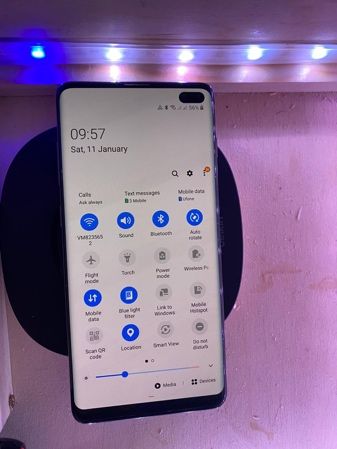 56%
09:57
Sat, 11 January
Calls
Text messages
Mobile data
Ask always
3 Mobile
Ufone
VM823565
2
Sound
Bluetooth
Auto
rotate
Flight
mode
Torch
Power
mode
Wireless Po
Mobile
data
Blue light
filter
Link to
Windows
Mobile
Hotspot
Scan QR
code
Location
Smart View
Do not
disturb
Media
Devices